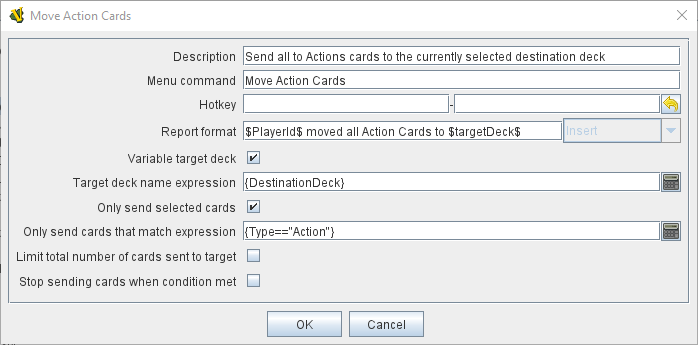 Move Action Cards
Description Send all to Actions cards to the currently selected destination deck
Menu command Move Action Cards
Hotkey -
Report format $PlayerId$ moved all Action Cards to $targetDeck$ Insert
Variable target deck
Target deck name expression {DestinationDeck}
Only send selected cards
Only send cards that match expression {Type=="Action"}
Limit total number of cards sent to target
Stop sending cards when condition met
OK Cancel